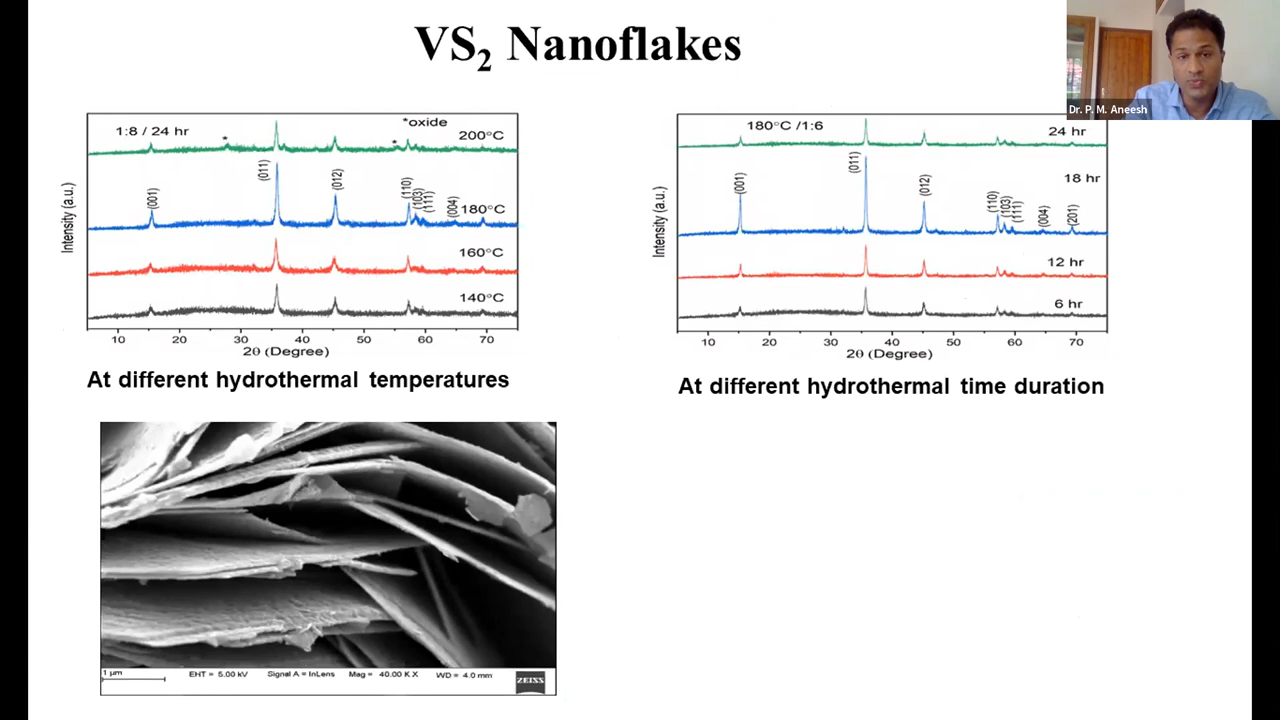 VS2 Nanoflakes
Dr. P. M. Aneesh
1:8 / 24 hr
*oxide
200°C
*
*
(001)
(011)
(012)
(110)
(103)
(111)
(004)
180°C
160°C
140°C
Intensity (a.u.)
10 20 30 40 50 60 70
2θ (Degree)
At different hydrothermal temperatures
180°C /1:6
24 hr
18 hr
(001)
(011)
(012)
(110)
(103)
(111)
(004)
(201)
12 hr
6 hr
Intensity (a.u.)
10 20 30 40 50 60 70
2θ (Degree)
At different hydrothermal time duration
1 µm
EHT = 5.00 kV Signal A = InLens Mag = 40.00 K X WD = 4.0 mm
ZEISS